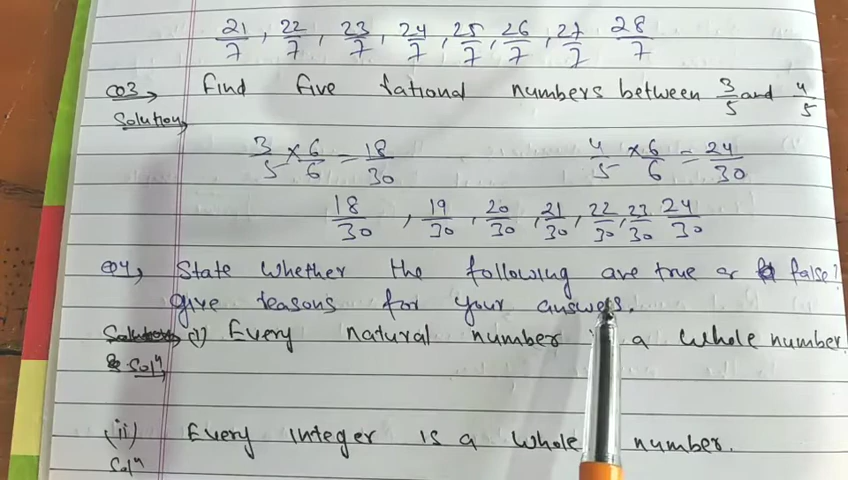 21/7, 22/7, 23/7, 24/7, 25/7, 26/7, 27/7 28/7
Q03→ Find five rational numbers between 3/5 and 4/5
Solution→
3/5 × 6/6 = 18/30 4/5 × 6/6 = 24/30
18/30, 19/30, 20/30, 21/30, 22/30, 23/30 24/30
Q4, State whether the following are true or false?
give reasons for your answers.
(i) Every natural number a whole number
Solⁿ
(ii) Every integer is a whole number.
Solⁿ